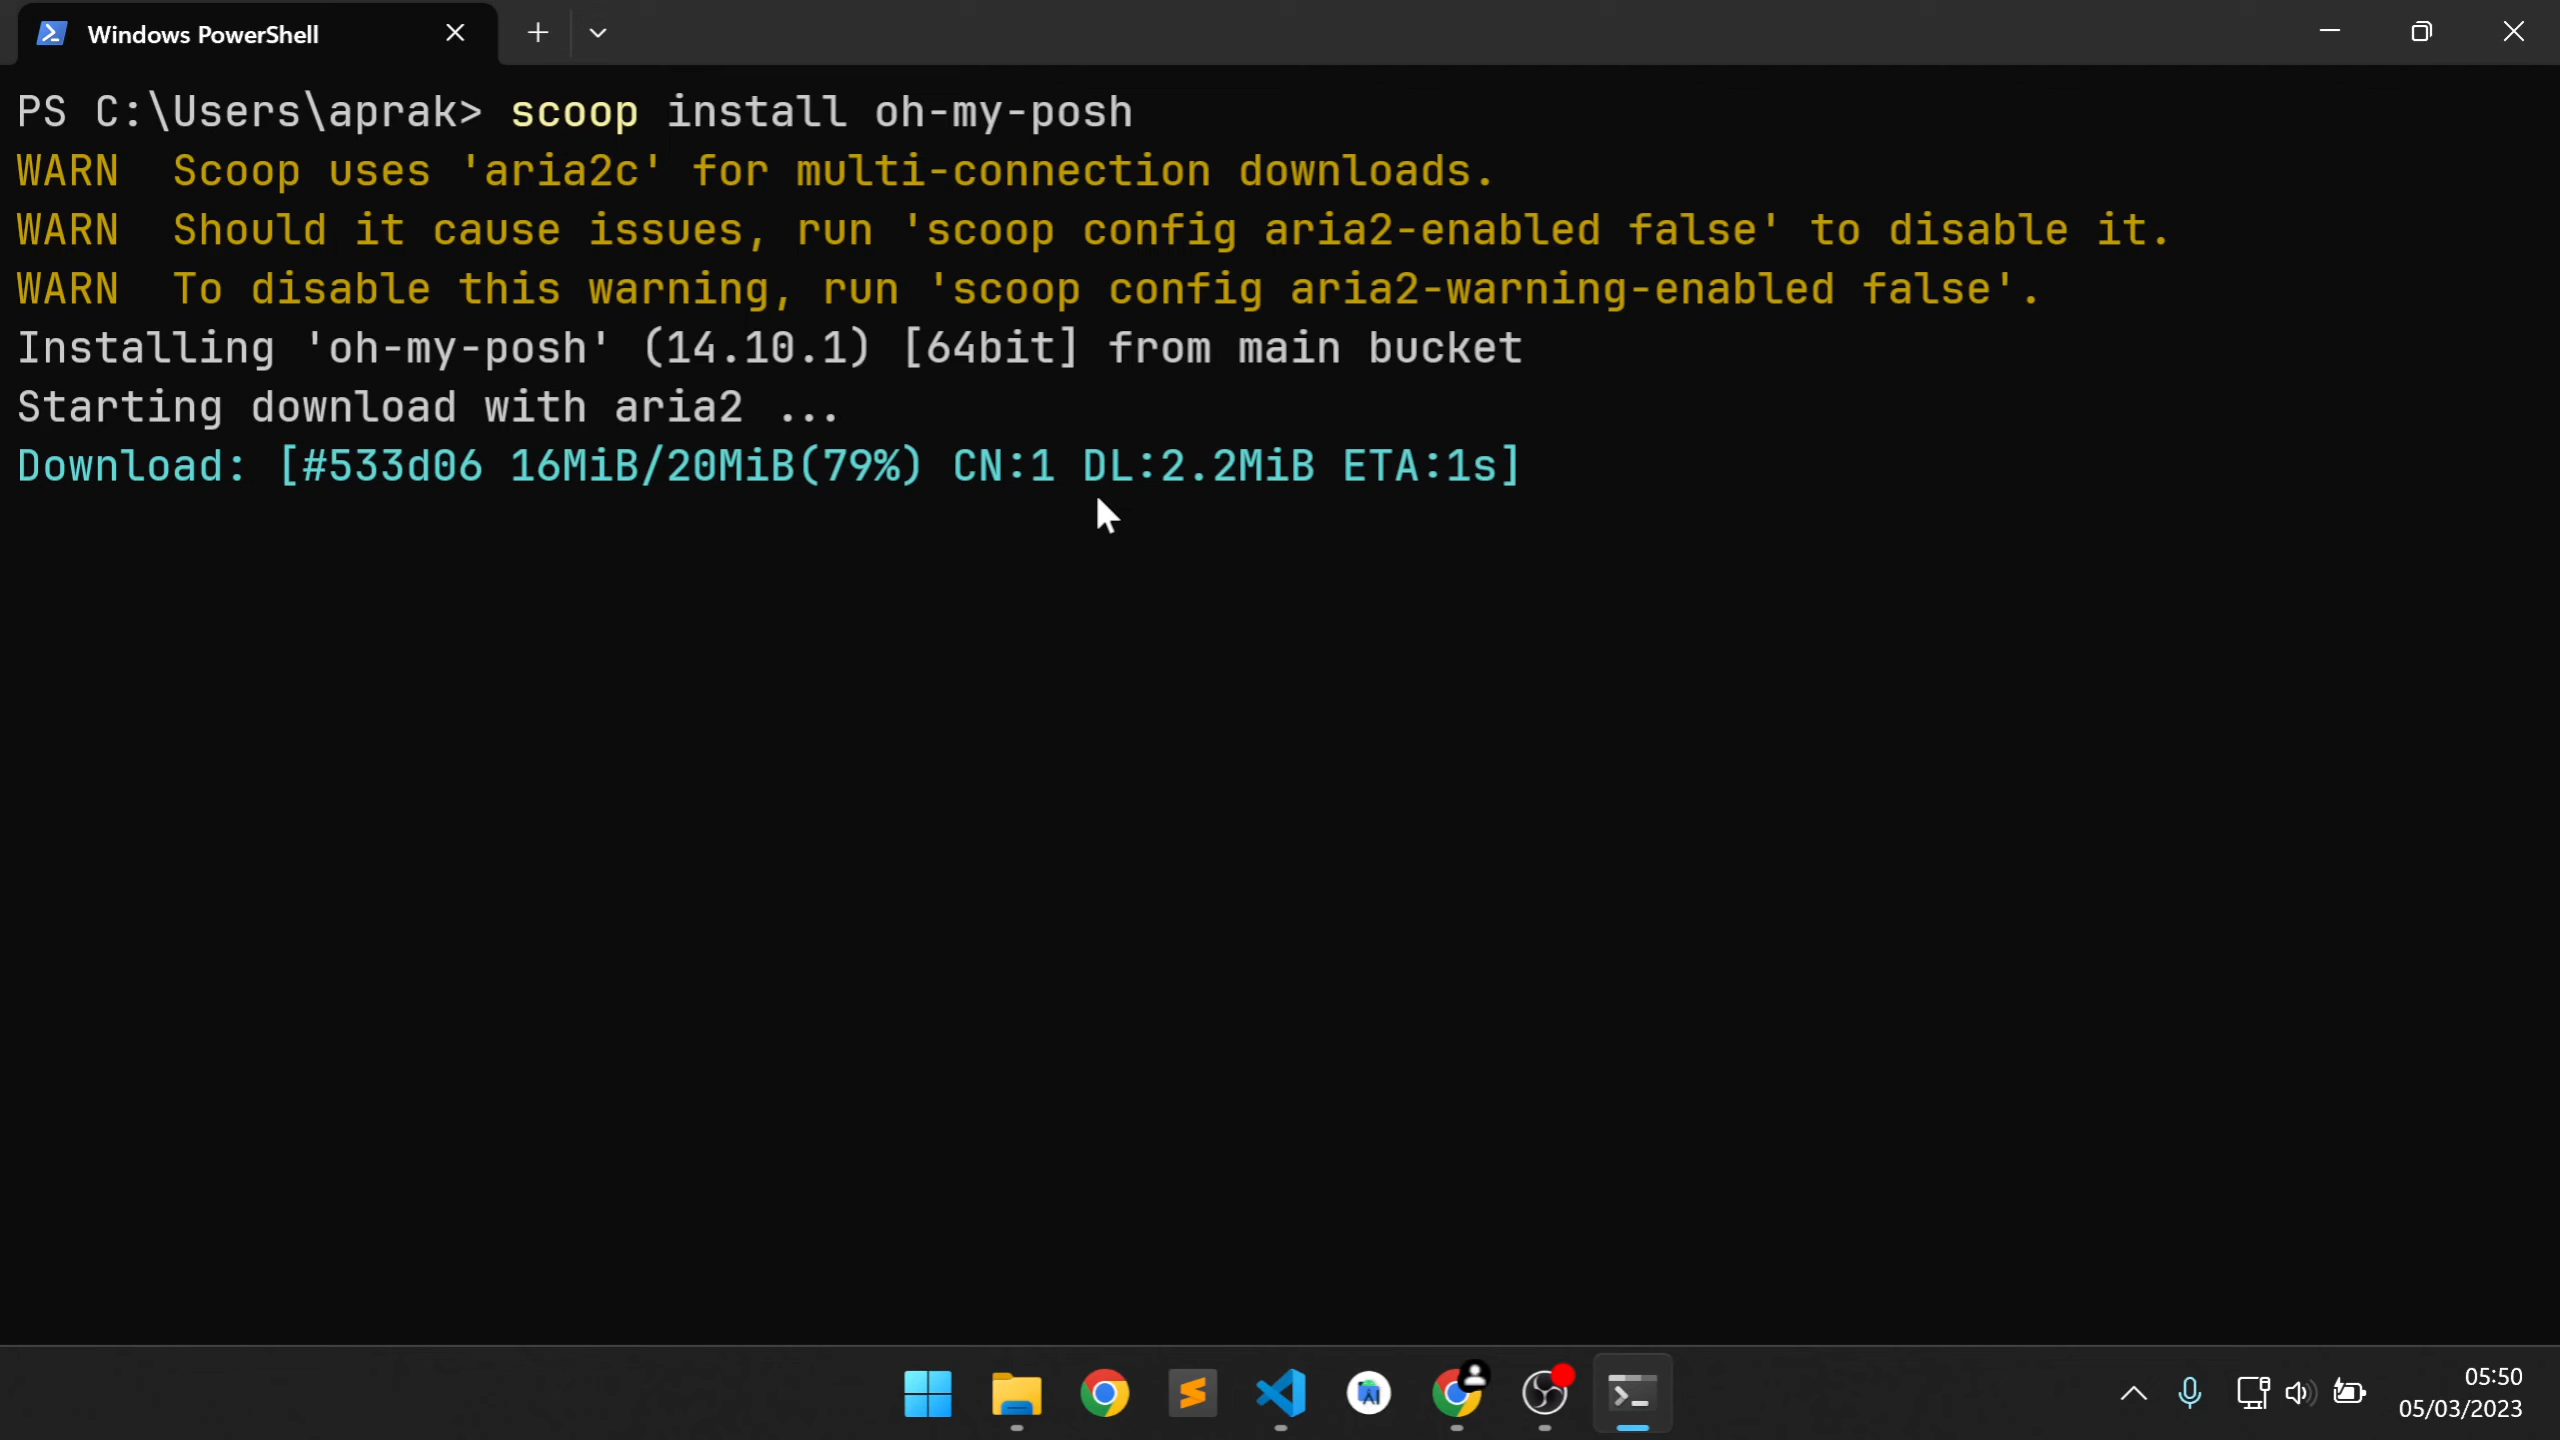 Windows PowerShell
PS C:\Users\aprak> scoop install oh-my-posh
WARN  Scoop uses 'aria2c' for multi-connection downloads.
WARN  Should it cause issues, run 'scoop config aria2-enabled false' to disable it.
WARN  To disable this warning, run 'scoop config aria2-warning-enabled false'.
Installing 'oh-my-posh' (14.10.1) [64bit] from main bucket
Starting download with aria2 ...
Download: [#533d06 16MiB/20MiB(79%) CN:1 DL:2.2MiB ETA:1s]
05:50
05/03/2023